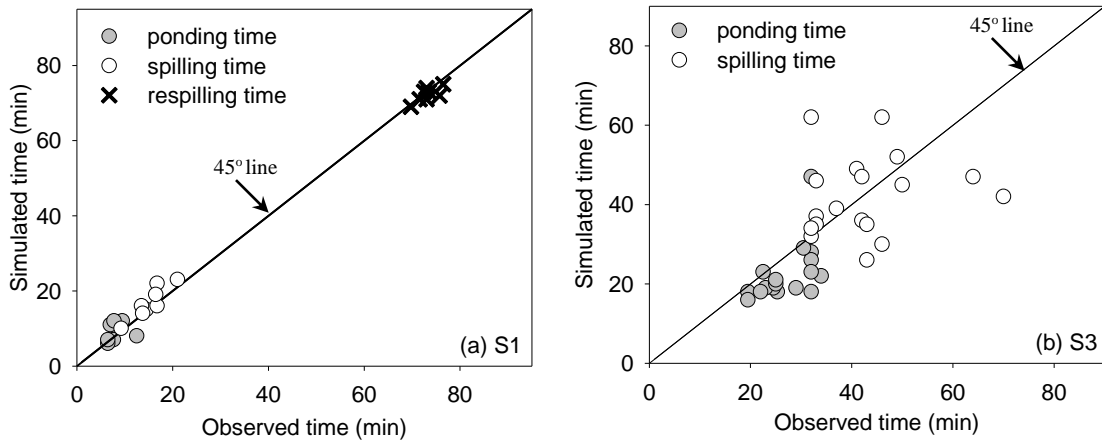 ponding time
spilling time
respilling time
45° line
(a) S1
Simulated time (min)
80
60
40
20
0
0 20 40 60 80
Observed time (min)
ponding time
spilling time
45° line
(b) S3
Simulated time (min)
80
60
40
20
0
0 20 40 60 80
Observed time (min)